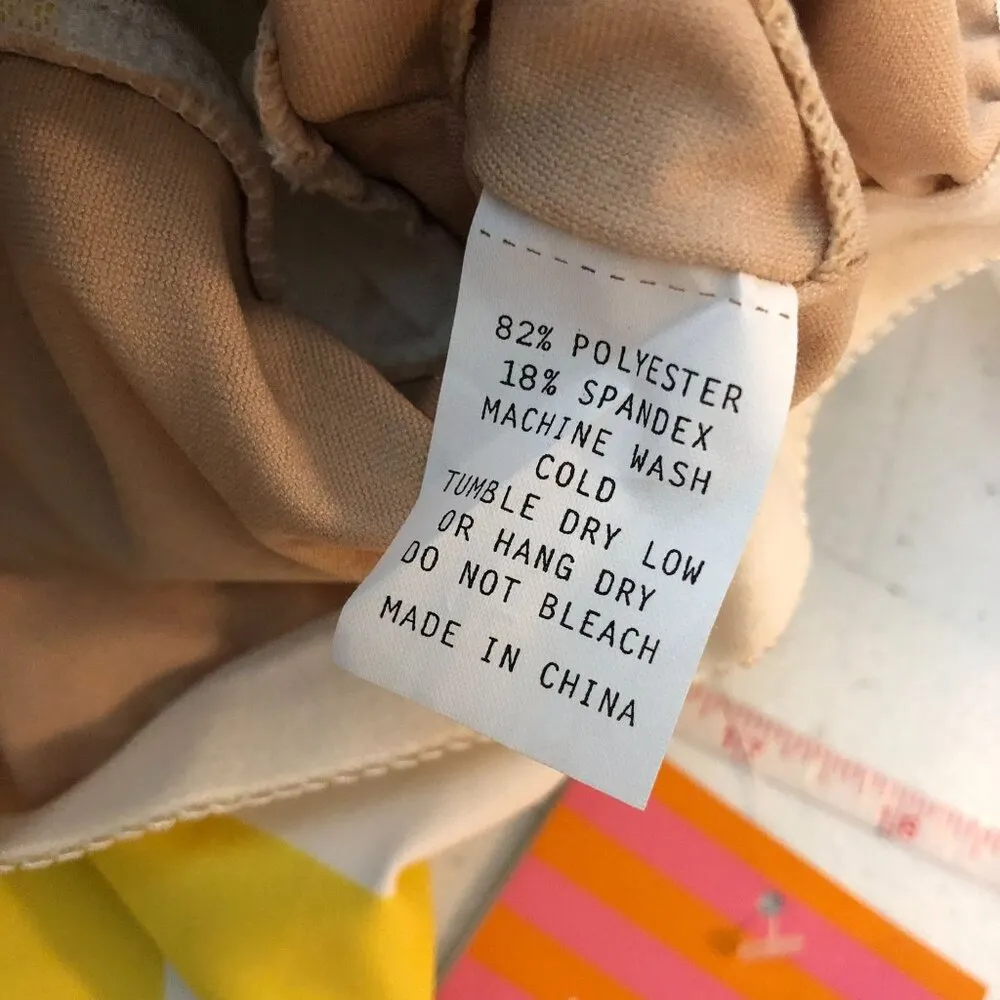 82% POLYESTER
18% SPANDEX
MACHINE WASH
COLD
TUMBLE DRY LOW
OR HANG DRY
DO NOT BLEACH
MADE IN CHINA